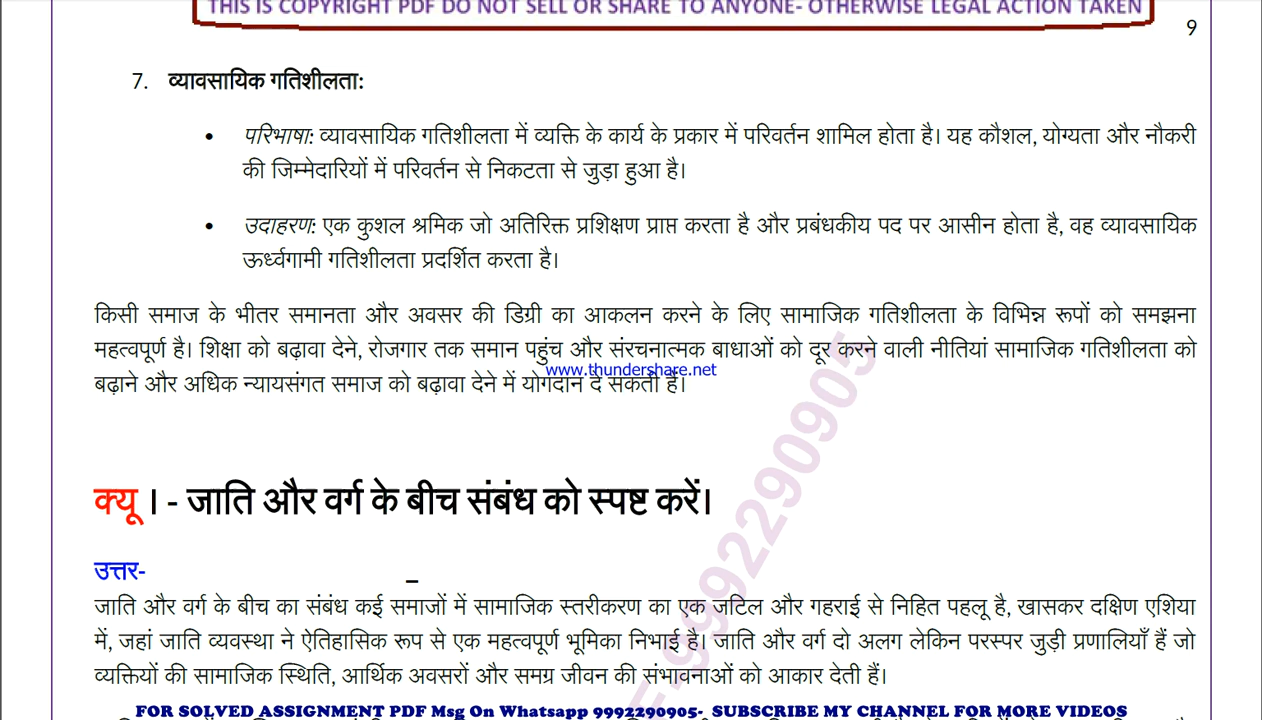 THIS IS COPYRIGHT PDF DO NOT SELL OR SHARE TO ANYONE- OTHERWISE LEGAL ACTION TAKEN
9
7. व्यावसायिक गतिशीलता:
• परिभाषा: व्यावसायिक गतिशीलता में व्यक्ति के कार्य के प्रकार में परिवर्तन शामिल होता है। यह कौशल, योग्यता और नौकरी
की जिम्मेदारियों में परिवर्तन से निकटता से जुड़ा हुआ है।
• उदाहरण: एक कुशल श्रमिक जो अतिरिक्त प्रशिक्षण प्राप्त करता है और प्रबंधकीय पद पर आसीन होता है, वह व्यावसायिक
ऊर्ध्वगामी गतिशीलता प्रदर्शित करता है।
किसी समाज के भीतर समानता और अवसर की डिग्री का आकलन करने के लिए सामाजिक गतिशीलता के विभिन्न रूपों को समझना
महत्वपूर्ण है। शिक्षा को बढ़ावा देने, रोजगार तक समान पहुंच और संरचनात्मक बाधाओं को दूर करने वाली नीतियां सामाजिक गतिशीलता को
www.thundershare.net
बढ़ाने और अधिक न्यायसंगत समाज को बढ़ावा देने में योगदान दे सकती हैं।
क्यू । - जाति और वर्ग के बीच संबंध को स्पष्ट करें।
उत्तर-
जाति और वर्ग के बीच का संबंध कई समाजों में सामाजिक स्तरीकरण का एक जटिल और गहराई से निहित पहलू है, खासकर दक्षिण एशिया
में, जहां जाति व्यवस्था ने ऐतिहासिक रूप से एक महत्वपूर्ण भूमिका निभाई है। जाति और वर्ग दो अलग लेकिन परस्पर जुड़ी प्रणालियाँ हैं जो
व्यक्तियों की सामाजिक स्थिति, आर्थिक अवसरों और समग्र जीवन की संभावनाओं को आकार देती हैं।
-9992290905
FOR SOLVED ASSIGNMENT PDF Msg On Whatsapp 9992290905- SUBSCRIBE MY CHANNEL FOR MORE VIDEOS